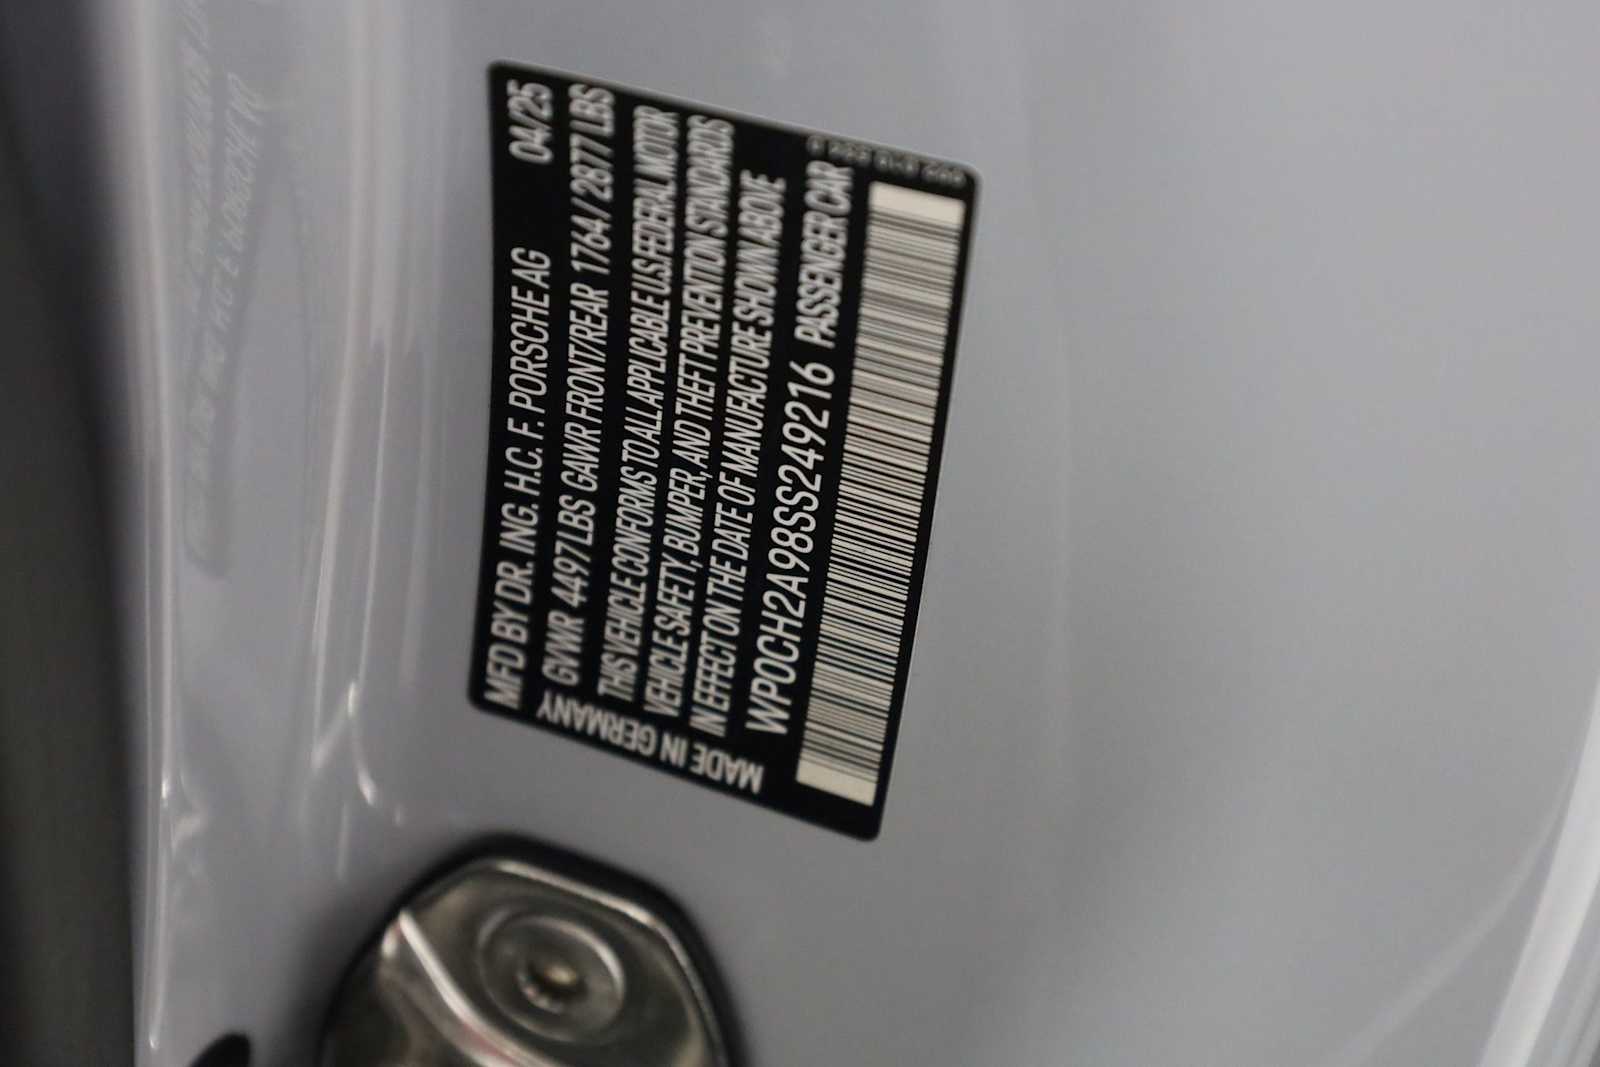 MFD BY DR. ING. H.C. F. PORSCHE AG 04/25
GVWR 4497 LBS GAWR FRONT/REAR 1764 / 2877 LBS
THIS VEHICLE CONFORMS TO ALL APPLICABLE U.S FEDERAL MOTOR
VEHICLE SAFETY, BUMPER, AND THEFT PREVENTION STANDARDS
IN EFFECT ON THE DATE OF MANUFACTURE SHOWN ABOVE
WP0CH2A98SS249216 PASSENGER CAR
MADE IN GERMANY